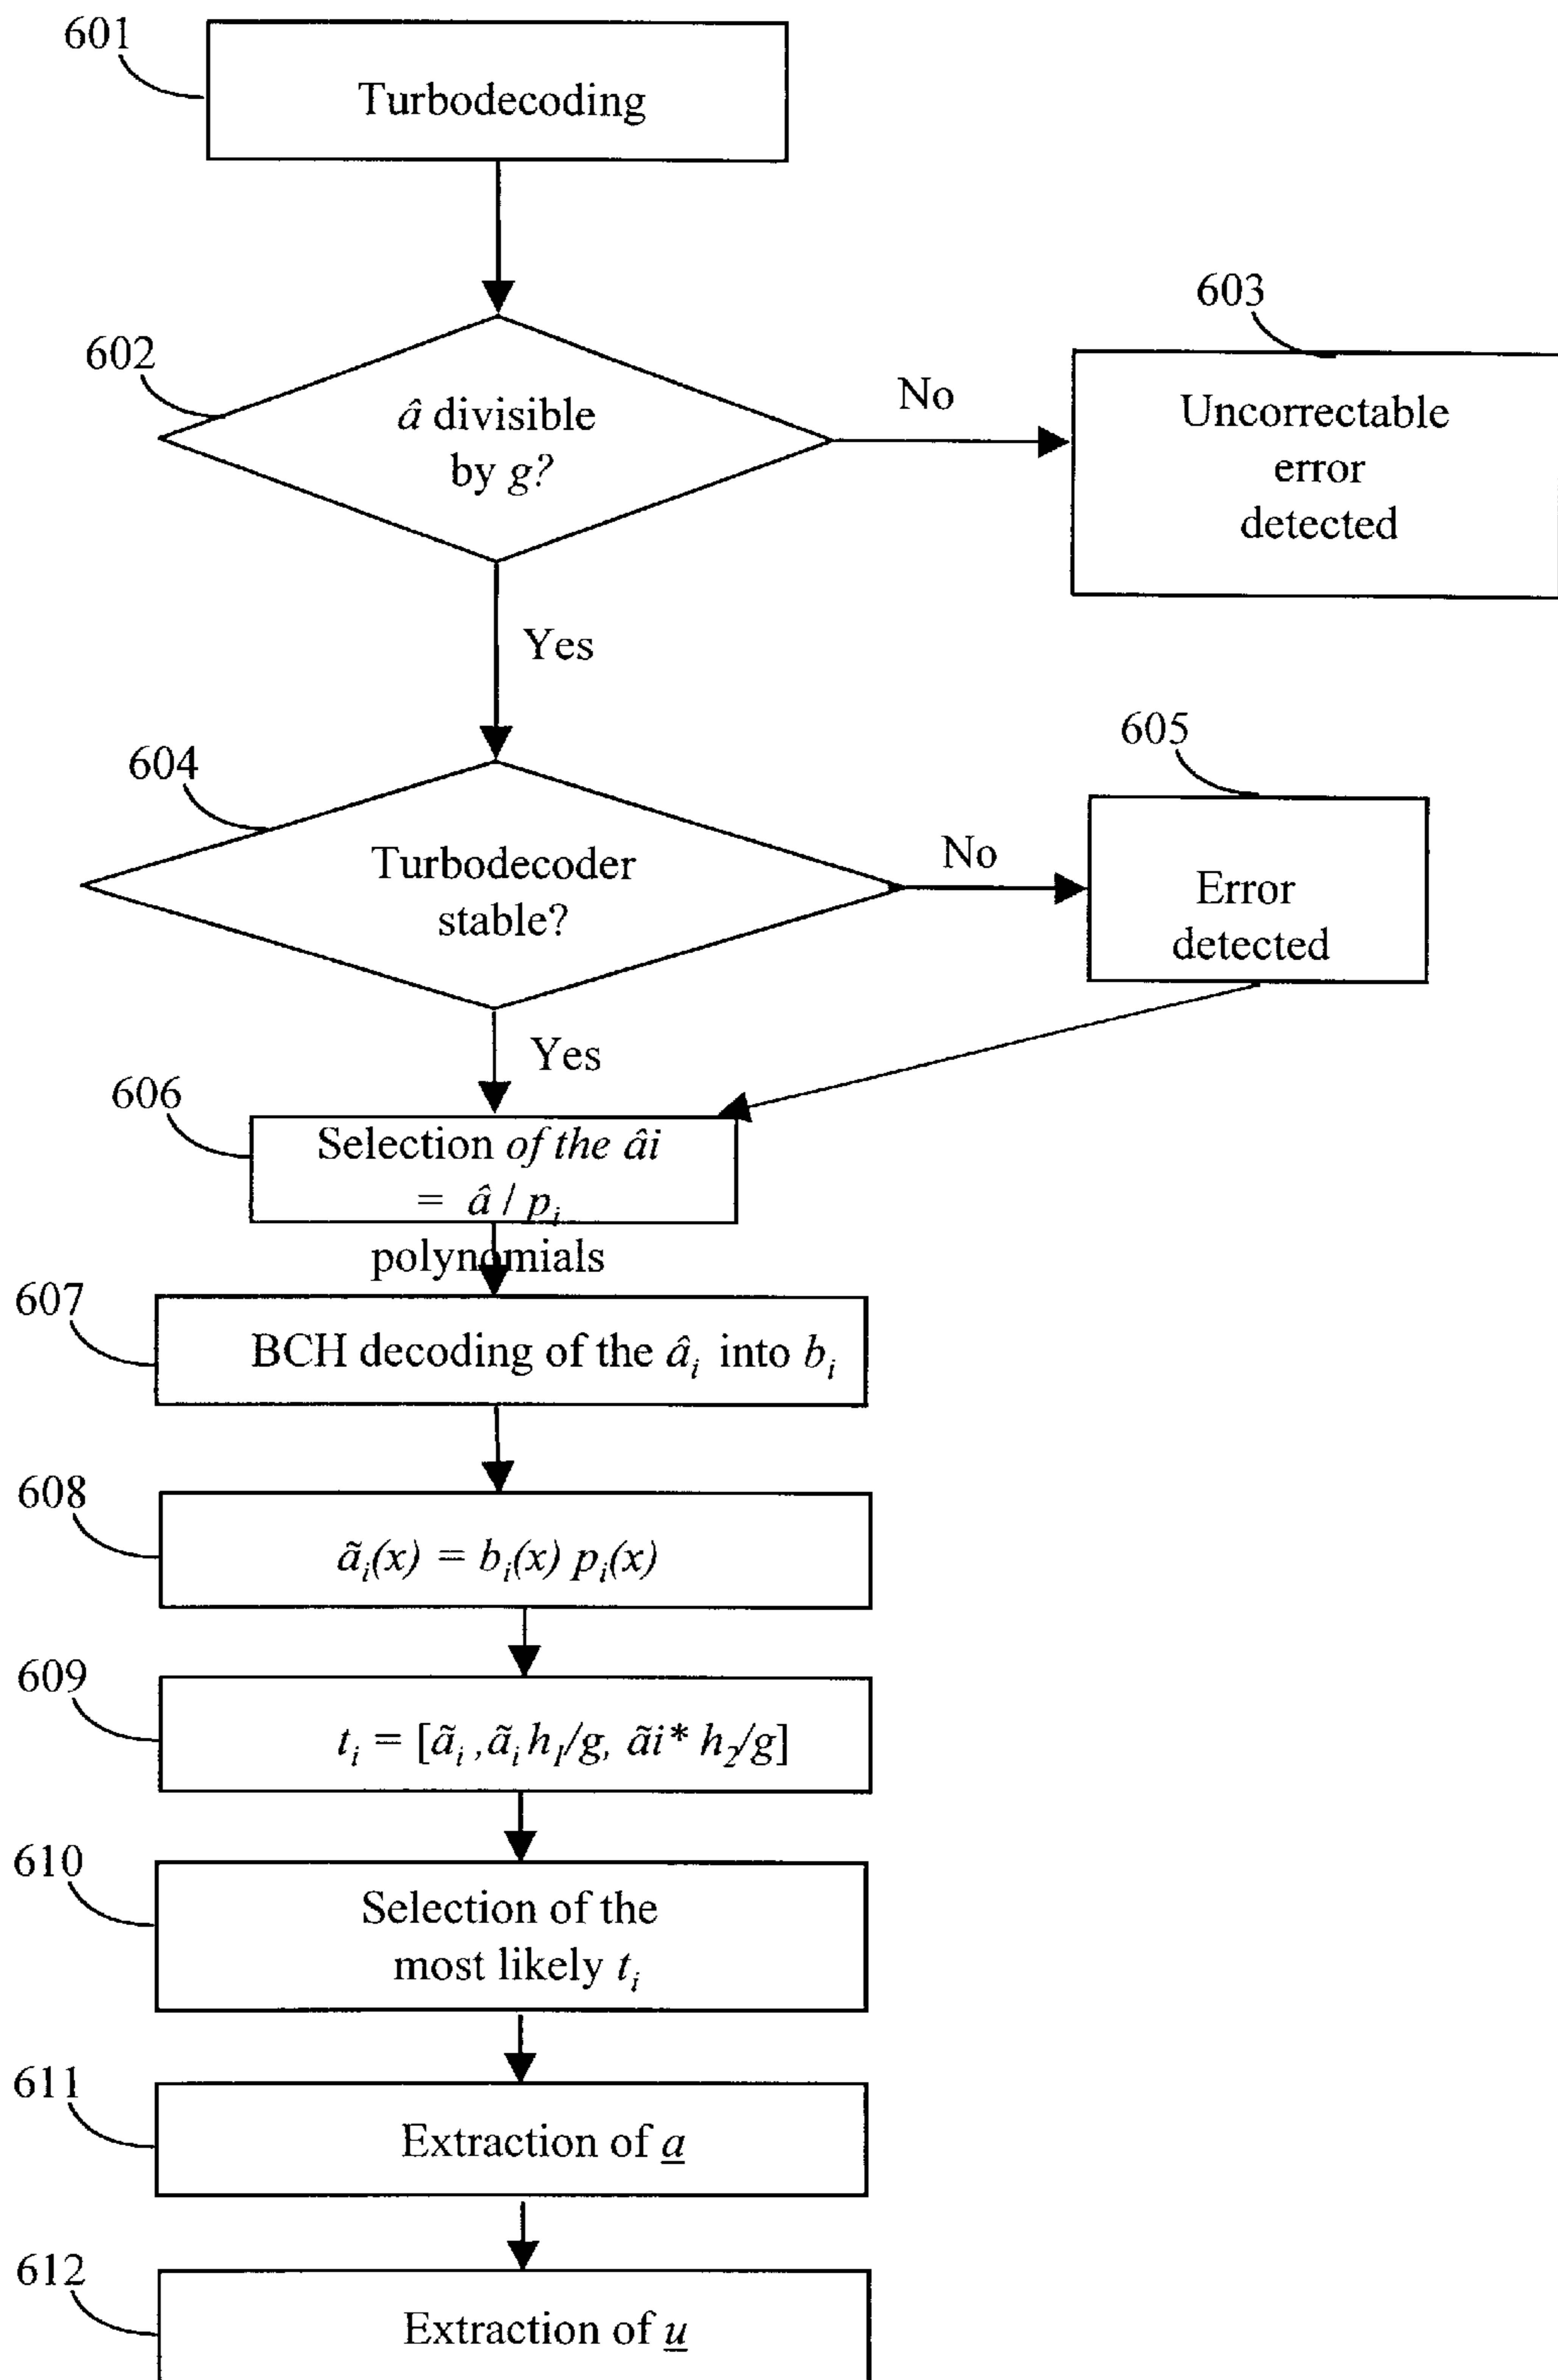 601
Turbodecoding
602
â divisible
by g?
No
603
Uncorrectable
error
detected
Yes
604
Turbodecoder
stable?
No
605
Error
detected
Yes
606
Selection of the âi
= â / pᵢ
polynomials
607
BCH decoding of the âᵢ into bᵢ
608
ãᵢ(x) = bᵢ(x) pᵢ(x)
609
tᵢ = [ãᵢ ,ãᵢ h₁/g, ãi* h₂/g]
610
Selection of the
most likely tᵢ
611
Extraction of a
612
Extraction of u